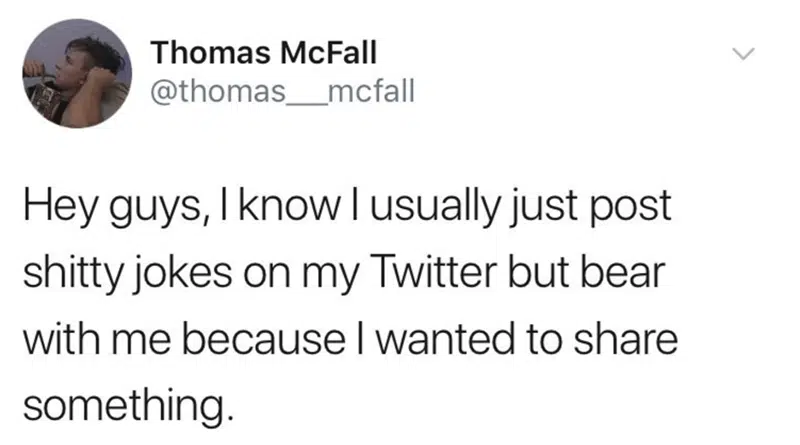 Thomas McFall
@thomas___mcfall
Hey guys, I know I usually just post
shitty jokes on my Twitter but bear
with me because I wanted to share
something.